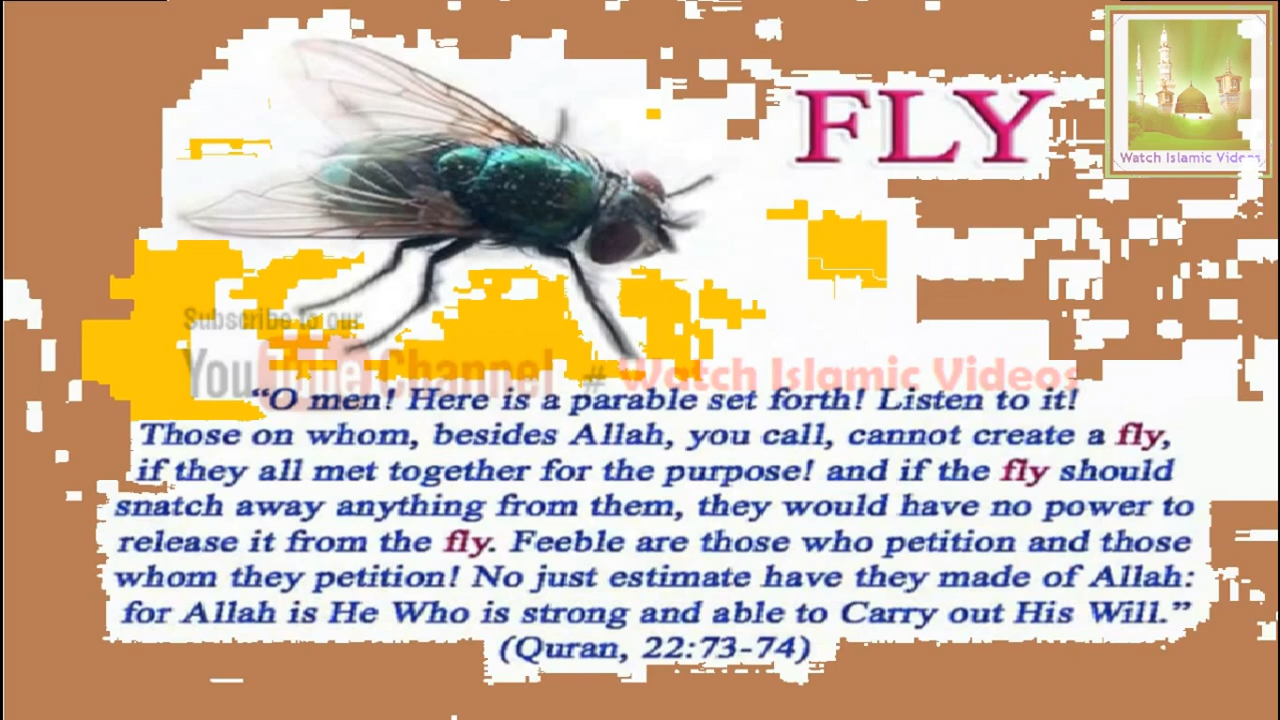 FLY
Watch Islamic Videos
Subscribe to our
YouTube Channel # Watch Islamic Videos
“O men! Here is a parable set forth! Listen to it!
Those on whom, besides Allah, you call, cannot create a fly,
if they all met together for the purpose! and if the fly should
snatch away anything from them, they would have no power to
release it from the fly. Feeble are those who petition and those
whom they petition! No just estimate have they made of Allah:
for Allah is He Who is strong and able to Carry out His Will.”
(Quran, 22:73-74)